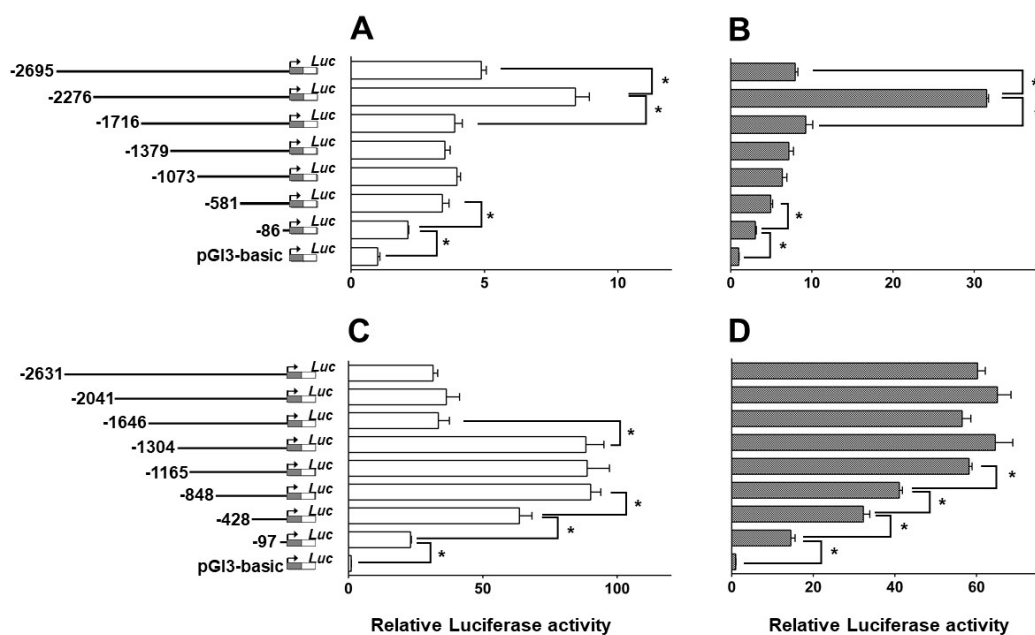 A B
-2695 Luc *
-2276 Luc *
-1716 Luc
-1379 Luc
-1073 Luc
-581 Luc * *
-86 Luc * *
pGl3-basic Luc
0 5 10 0 10 20 30
C D
-2631 Luc
-2041 Luc
-1646 Luc *
-1304 Luc
-1165 Luc *
-848 Luc * *
-428 Luc * *
-97 Luc * *
pGl3-basic Luc
0 50 100 0 20 40 60
Relative Luciferase activity Relative Luciferase activity